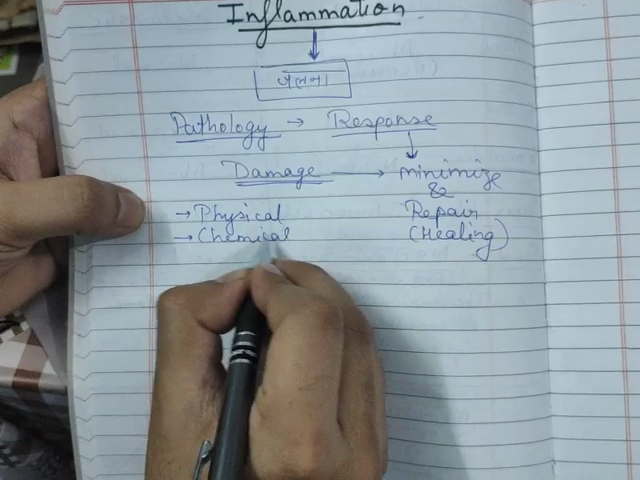 Inflammation
↓
जलना
Pathology → Response
↓
Damage → minimize
&
→ Physical Repair
→ Chemical (Healing)